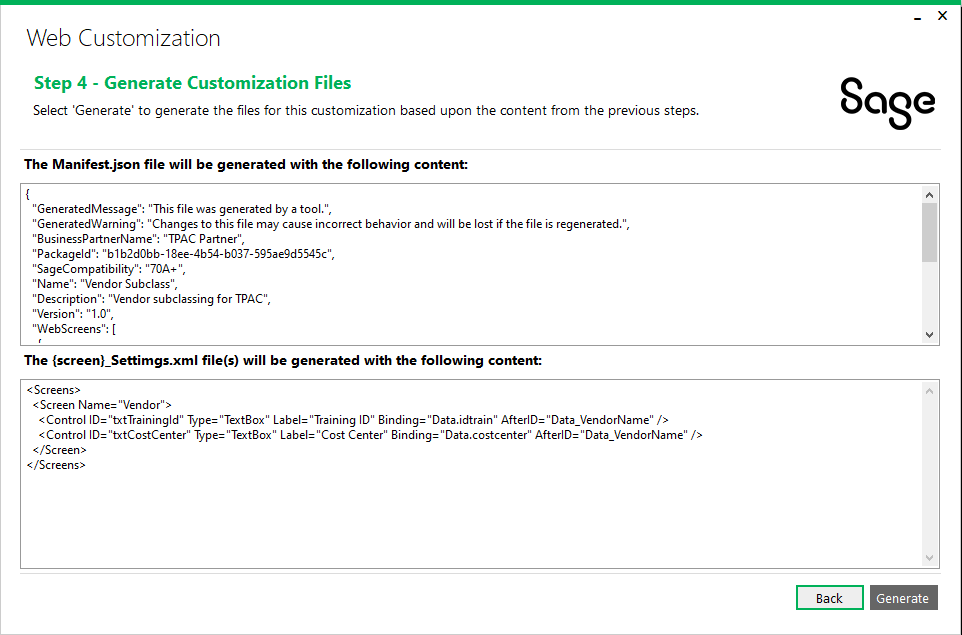 Web Customization
Step 4 - Generate Customization Files
Select 'Generate' to generate the files for this customization based upon the content from the previous steps.
Sage
The Manifest.json file will be generated with the following content:
{
"GeneratedMessage": "This file was generated by a tool.",
"GeneratedWarning": "Changes to this file may cause incorrect behavior and will be lost if the file is regenerated.",
"BusinessPartnerName": "TPAC Partner",
"PackageId": "b1b2d0bb-18ee-4b54-b037-595ae9d5545c",
"SageCompatibility": "70A+",
"Name": "Vendor Subclass",
"Description": "Vendor subclassing for TPAC",
"Version": "1.0",
"WebScreens": [
{
The {screen}_Settimgs.xml file(s) will be generated with the following content:
<Screens>
<Screen Name="Vendor">
<Control ID="txtTrainingId" Type="TextBox" Label="Training ID" Binding="Data.idtrain" AfterID="Data_VendorName" />
<Control ID="txtCostCenter" Type="TextBox" Label="Cost Center" Binding="Data.costcenter" AfterID="Data_VendorName" />
</Screen>
</Screens>
Back
Generate